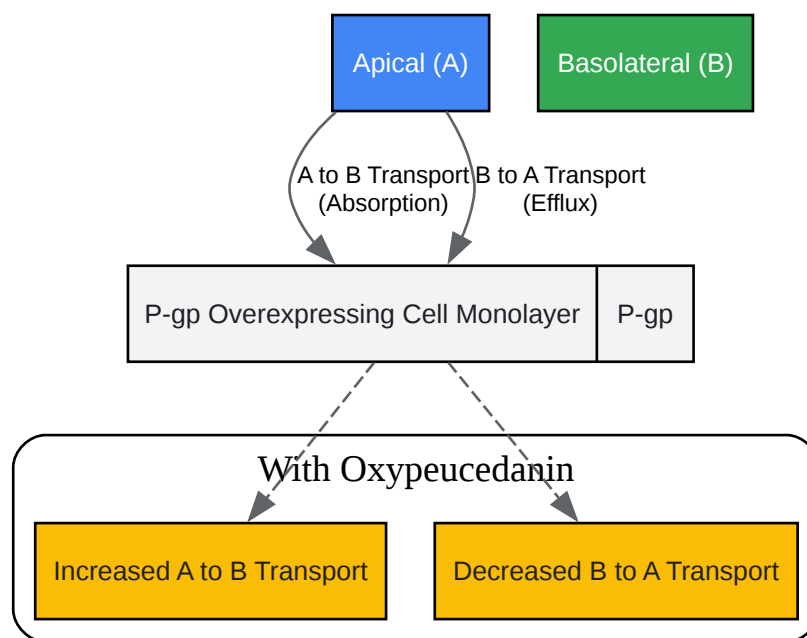 Apical (A)
Basolateral (B)
A to B Transport
(Absorption)
B to A Transport
(Efflux)
P-gp Overexpressing Cell Monolayer
P-gp
With Oxypeucedanin
Increased A to B Transport
Decreased B to A Transport